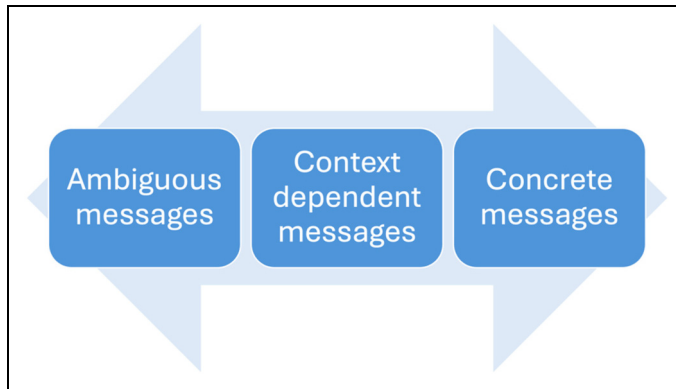 Ambiguous
messages
Context
dependent
messages
Concrete
messages